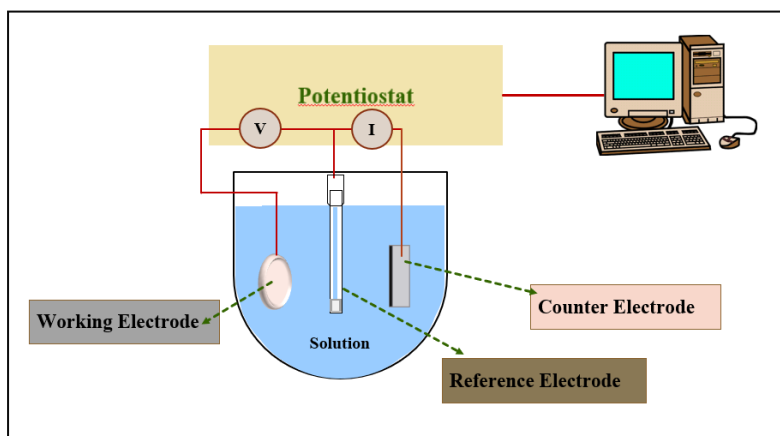 Potentiostat
V
I
Counter Electrode
Working Electrode
Solution
Reference Electrode